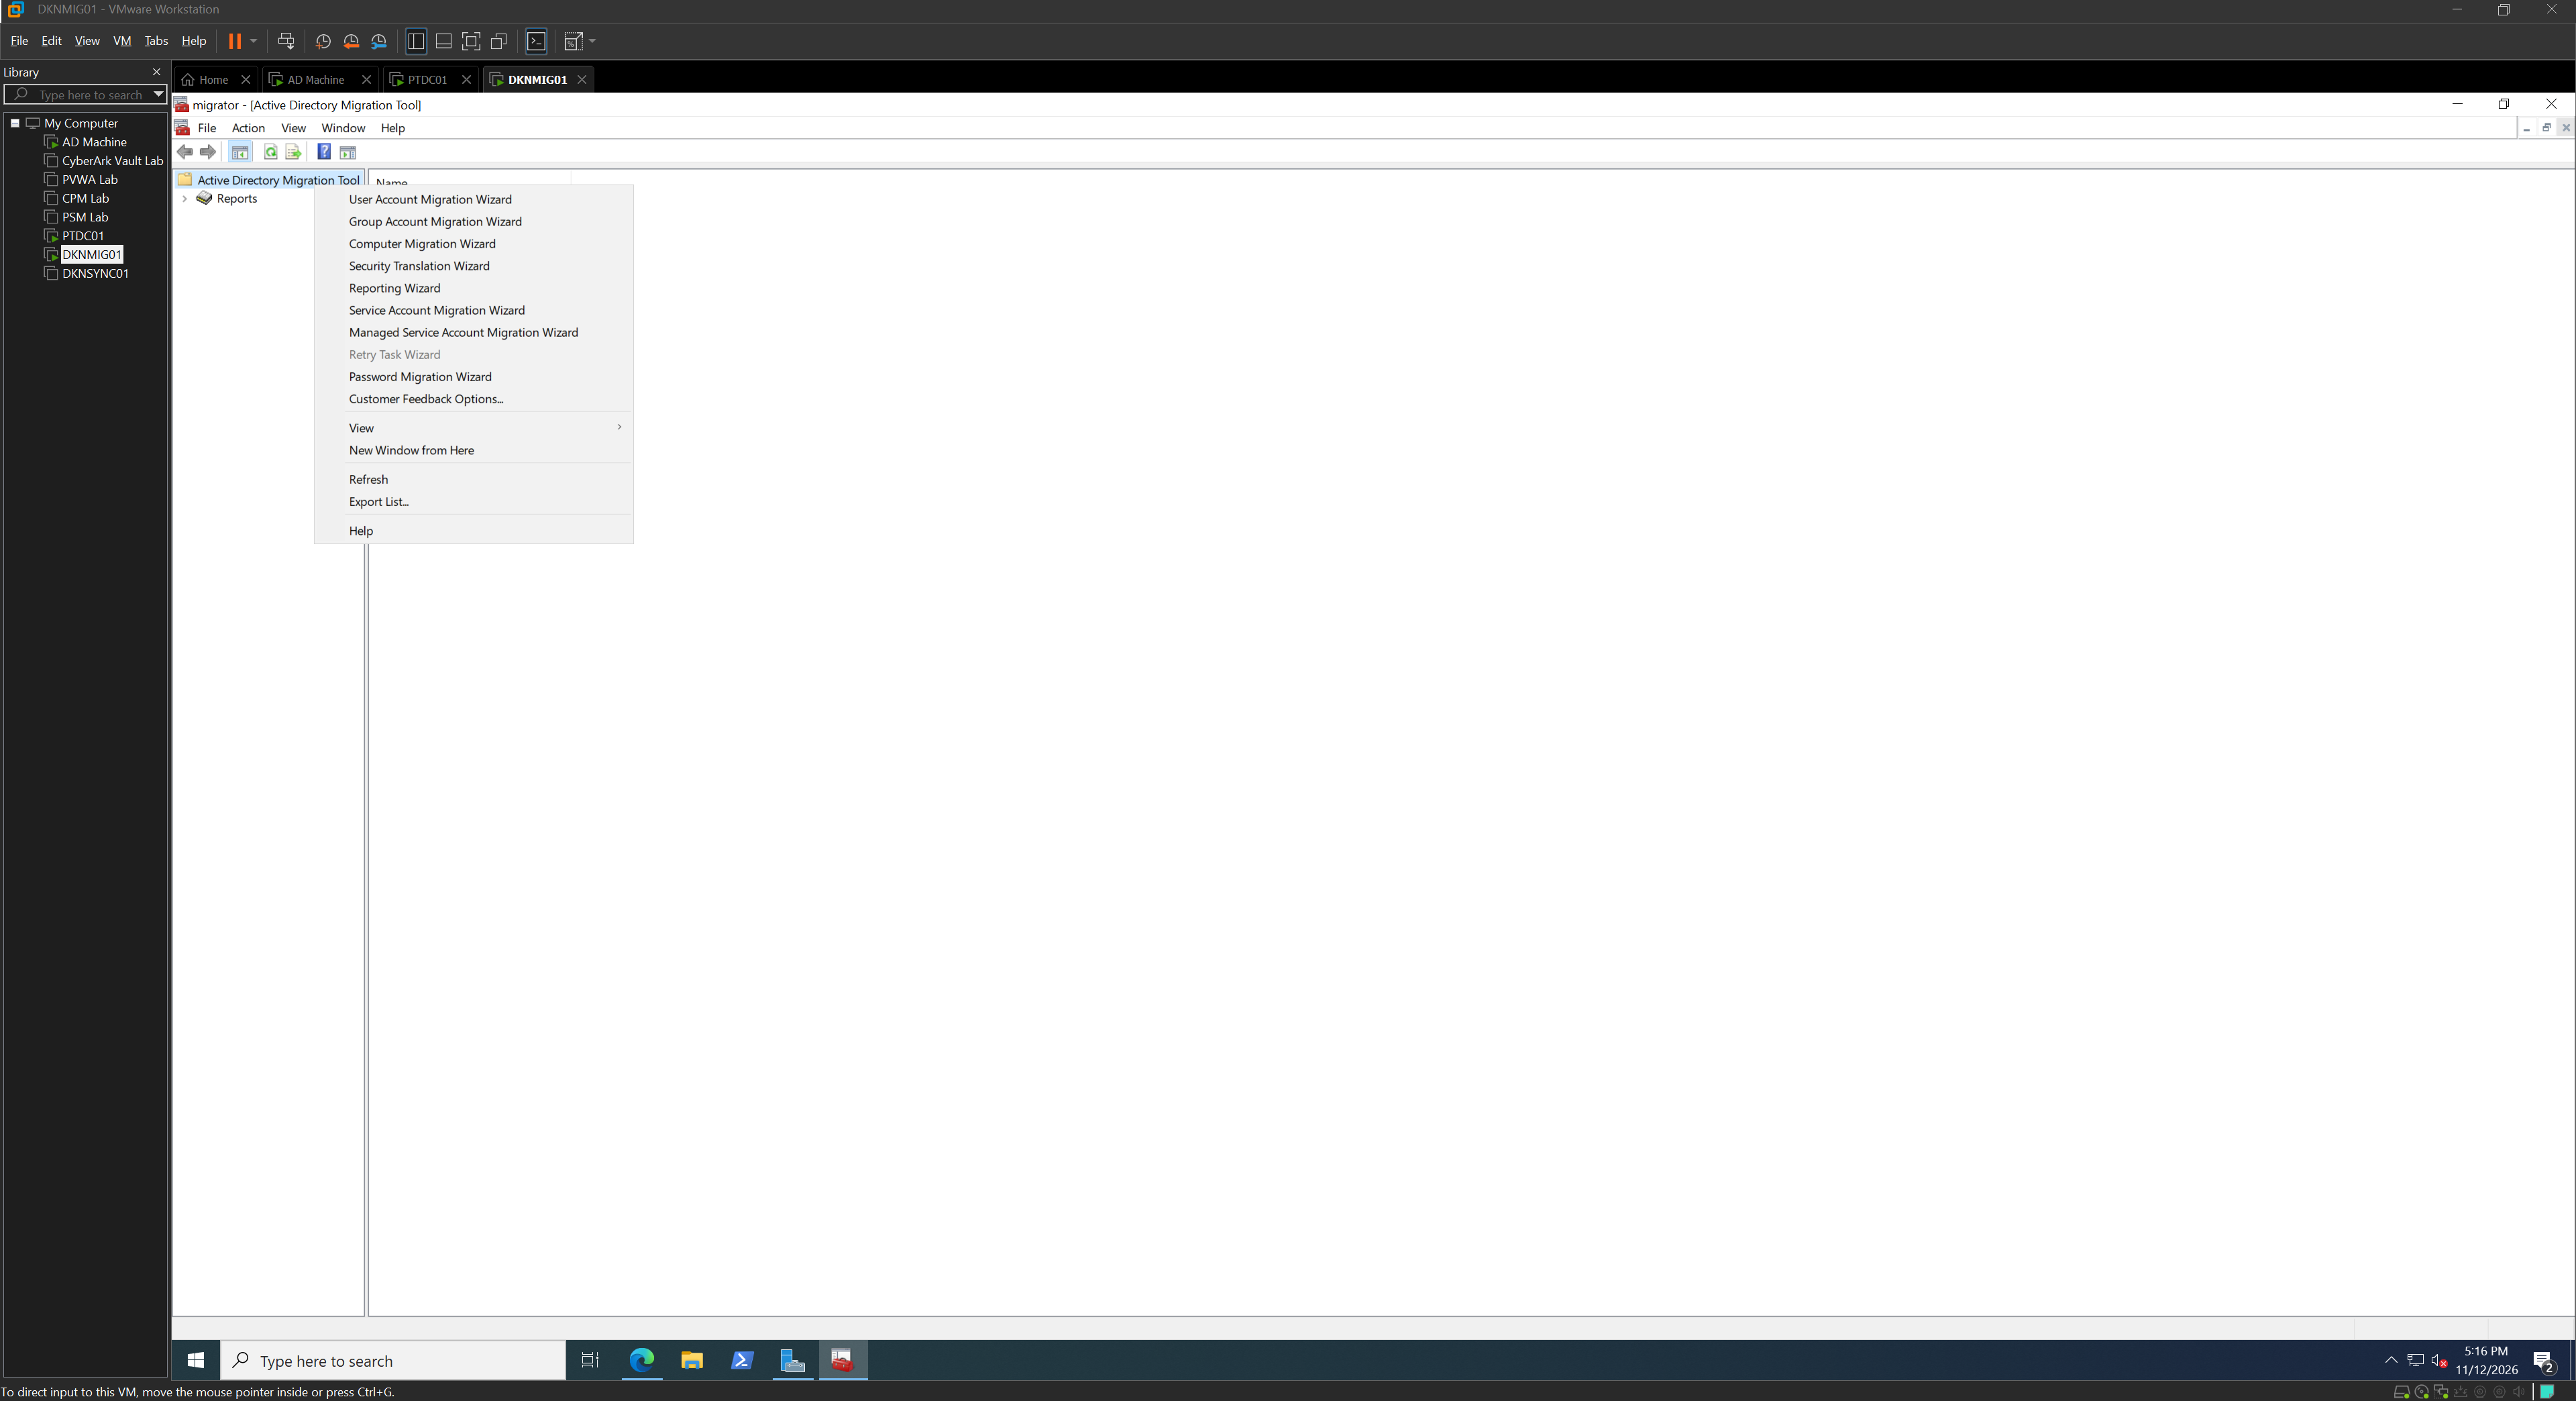 DKNMIG01 - VMware Workstation
File Edit View VM Tabs Help
Library
Type here to search
My Computer
AD Machine
CyberArk Vault Lab
PVWA Lab
CPM Lab
PSM Lab
PTDC01
DKNMIG01
DKNSYNC01
Home AD Machine PTDC01 DKNMIG01
migrator - [Active Directory Migration Tool]
File Action View Window Help
Active Directory Migration Tool
Reports
Name
User Account Migration Wizard
Group Account Migration Wizard
Computer Migration Wizard
Security Translation Wizard
Reporting Wizard
Service Account Migration Wizard
Managed Service Account Migration Wizard
Retry Task Wizard
Password Migration Wizard
Customer Feedback Options...
View
New Window from Here
Refresh
Export List...
Help
Type here to search
5:16 PM
11/12/2026
2
To direct input to this VM, move the mouse pointer inside or press Ctrl+G.